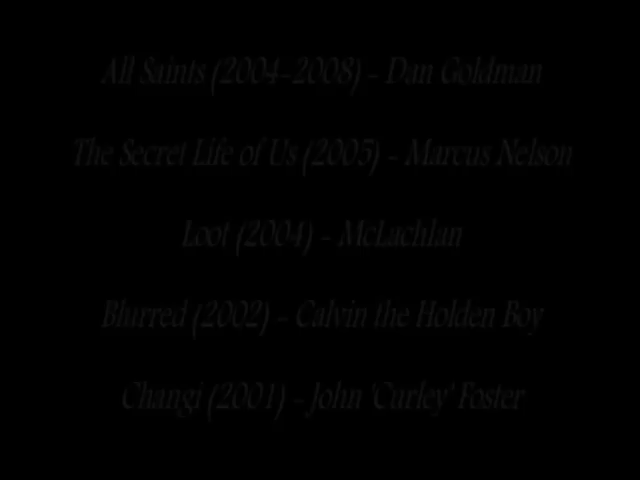 All Saints (2004-2008) - Dan Goldman
The Secret Life of Us (2005) - Marcus Nelson
Loot (2004) - McLachlan
Blurred (2002) - Calvin the Holden Boy
Changi (2001) - John 'Curley' Foster